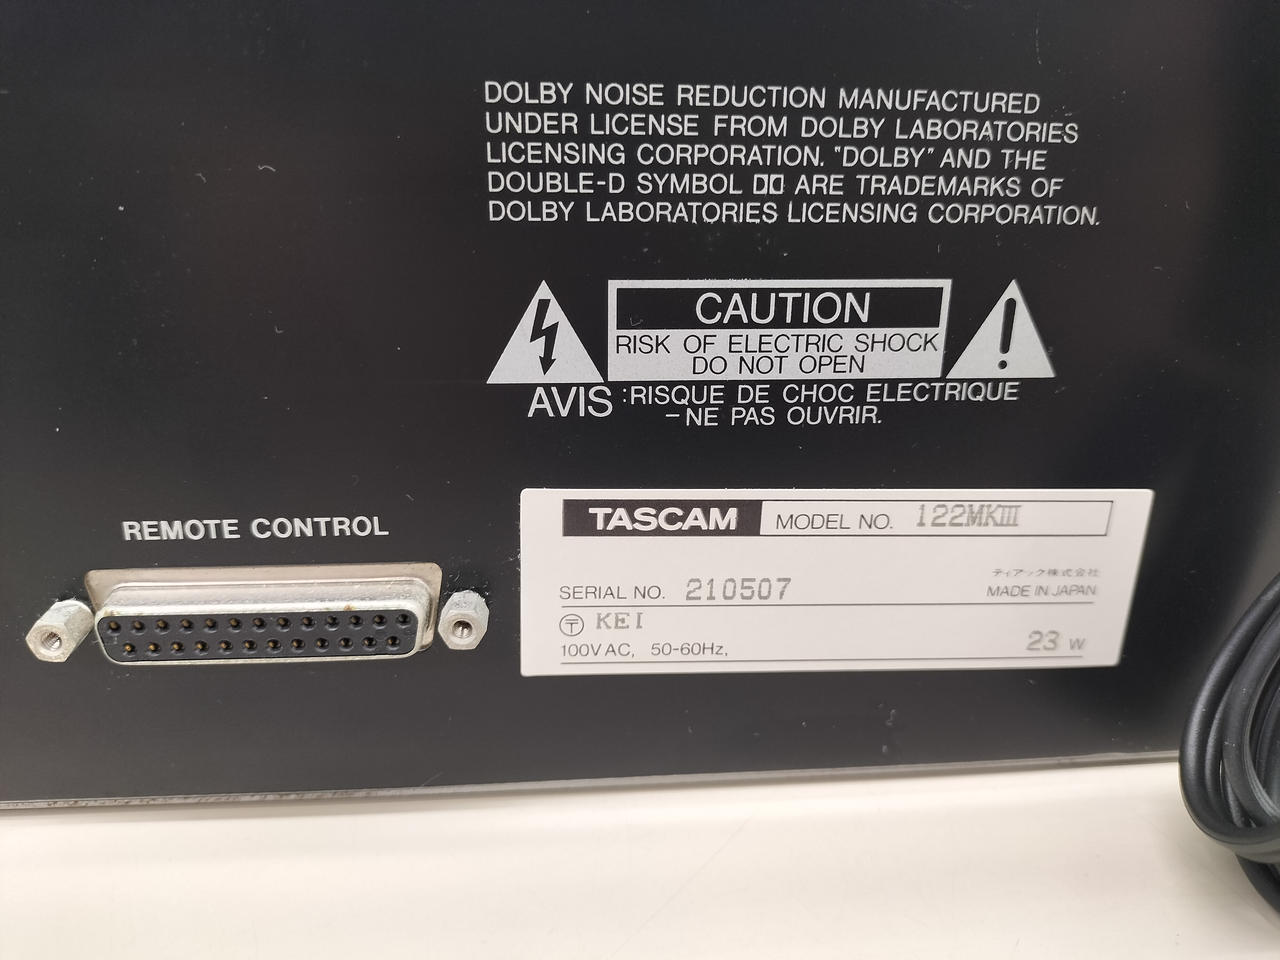 DOLBY NOISE REDUCTION MANUFACTURED
UNDER LICENSE FROM DOLBY LABORATORIES
LICENSING CORPORATION. "DOLBY" AND THE
DOUBLE-D SYMBOL ARE TRADEMARKS OF
DOLBY LABORATORIES LICENSING CORPORATION.
CAUTION
RISK OF ELECTRIC SHOCK
DO NOT OPEN
AVIS :RISQUE DE CHOC ELECTRIQUE
-NE PAS OUVRIR.
REMOTE CONTROL
TASCAM MODEL NO. 122MKIII
ティアック株式会社
SERIAL NO. 210507 MADE IN JAPAN
〶 KEI
100V AC, 50-60Hz, 23 W